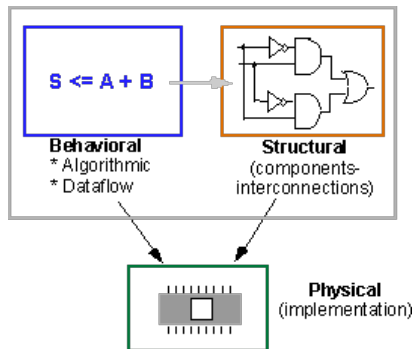 S <= A + B
Behavioral
* Algorithmic
* Dataflow
Structural
(components-
interconnections)
Physical
(implementation)